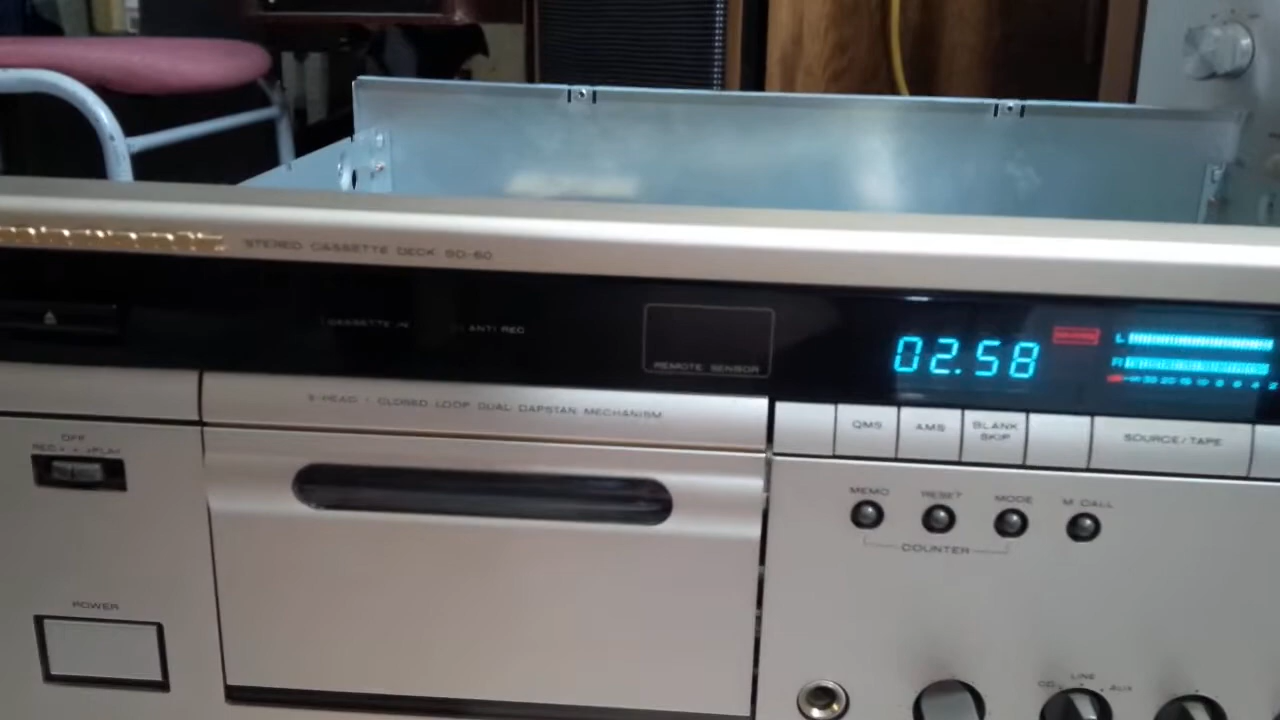 STEREO CASSETTE DECK SD-60
CASSETTE IN
ANTI REC
REMOTE SENSOR
02.58
L
R
3-HEAD / CLOSED LOOP DUAL CAPSTAN MECHANISM
QMS
AMS
BLANK
SKIP
SOURCE / TAPE
OFF
REC
PLAY
MEMO
RESET
MODE
M. CALL
COUNTER
POWER
LINE
CD
AUX